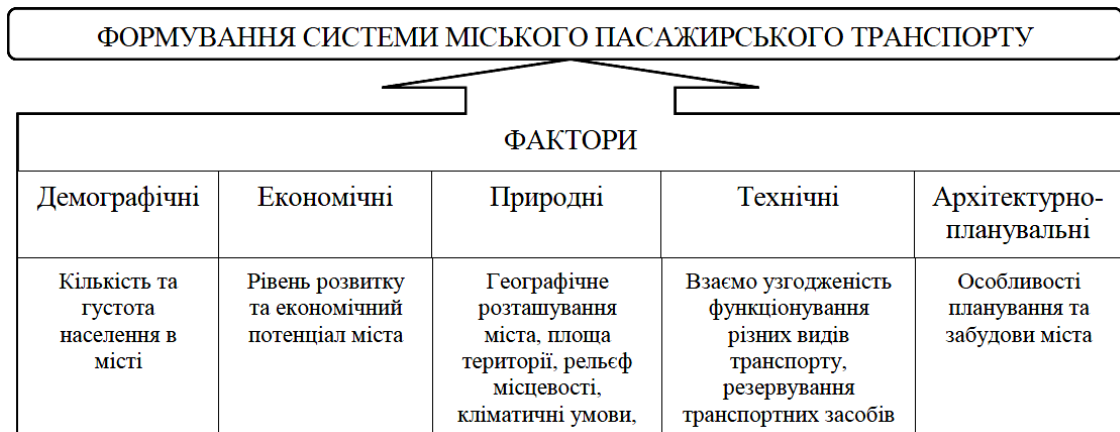 ФОРМУВАННЯ СИСТЕМИ МІСЬКОГО ПАСАЖИРСЬКОГО ТРАНСПОРТУ
ФАКТОРИ
Демографічні
Економічні
Природні
Технічні
Архітектурно-
планувальні
Кількість та
густота
населення в
місті
Рівень розвитку
та економічний
потенціал міста
Географічне
розташування
міста, площа
території, рельєф
місцевості,
кліматичні умови,
Взаємо узгодженість
функціонування
різних видів
транспорту,
резервування
транспортних засобів
Особливості
планування та
забудови міста